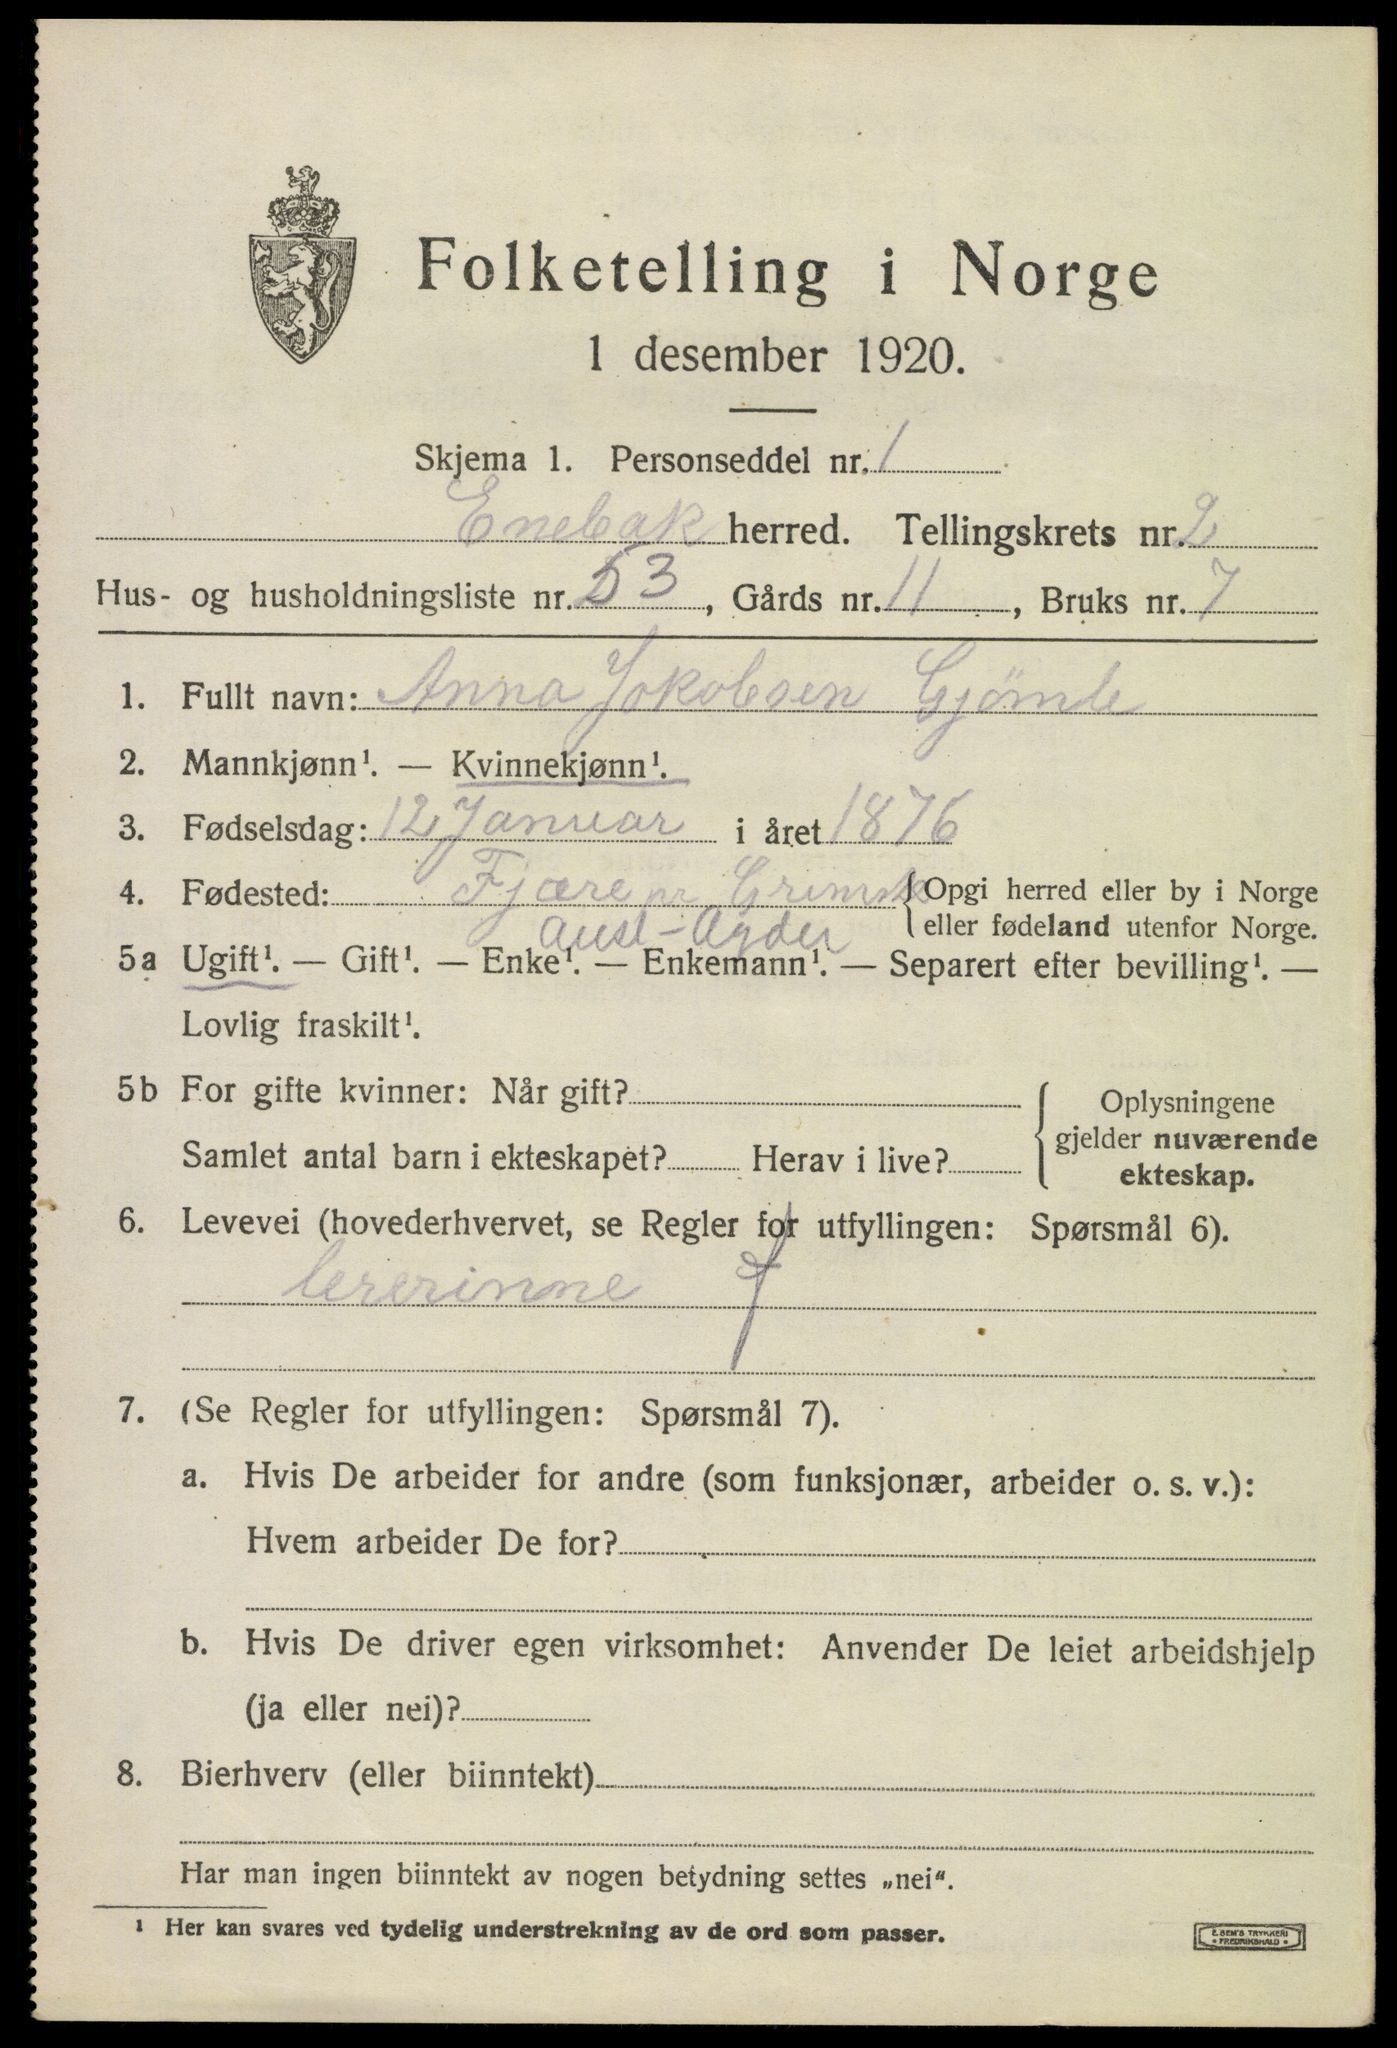 Folketelling i Norge
1 desember 1920.
Skjema 1. Personseddel nr. 1
Enebak herred. Tellingskrets nr. 2
Hus- og husholdningsliste nr. 53, Gårds nr. 11, Bruks nr. 7
1. Fullt navn: Anna Jokobsen Gjömle
2. Mannkjønn¹. — Kvinnekjønn¹.
3. Fødselsdag: 12 Januar i året 1876
4. Fødested: Fjære pr Grimsta {Opgi herred eller by i Norge
Aust-Agder eller fødeland utenfor Norge.
5a Ugift¹. — Gift¹. — Enke¹. — Enkemann¹. — Separert efter bevilling¹. —
Lovlig fraskilt¹.
5b For gifte kvinner: Når gift? { Oplysningene
gjelder nuværende
Samlet antal barn i ekteskapet? Herav i live? ekteskap.
6. Levevei (hovederhvervet, se Regler for utfyllingen: Spørsmål 6).
lererinne
7. (Se Regler for utfyllingen: Spørsmål 7).
a. Hvis De arbeider for andre (som funksjonær, arbeider o. s. v.):
Hvem arbeider De for?
b. Hvis De driver egen virksomhet: Anvender De leiet arbeidshjelp
(ja eller nei)?
8. Bierhverv (eller biinntekt)
Har man ingen biinntekt av nogen betydning settes „nei“.
¹ Her kan svares ved tydelig understrekning av de ord som passer.
E. SEM'S TRYKKERI
• FREDRIKSHALD •